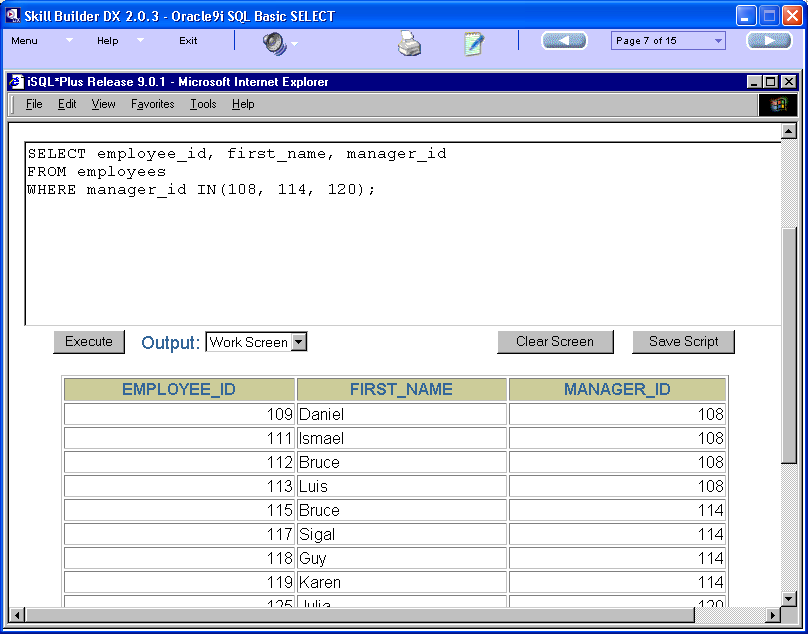 Skill Builder DX 2.0.3 - Oracle9i SQL Basic SELECT
Menu Help Exit Page 7 of 15
iSQL*Plus Release 9.0.1 - Microsoft Internet Explorer
File Edit View Favorites Tools Help
SELECT employee_id, first_name, manager_id
FROM employees
WHERE manager_id IN(108, 114, 120);
Execute Output: Work Screen Clear Screen Save Script
EMPLOYEE_ID FIRST_NAME MANAGER_ID
109 Daniel 108
111 Ismael 108
112 Bruce 108
113 Luis 108
115 Bruce 114
117 Sigal 114
118 Guy 114
119 Karen 114
125 Julia 120